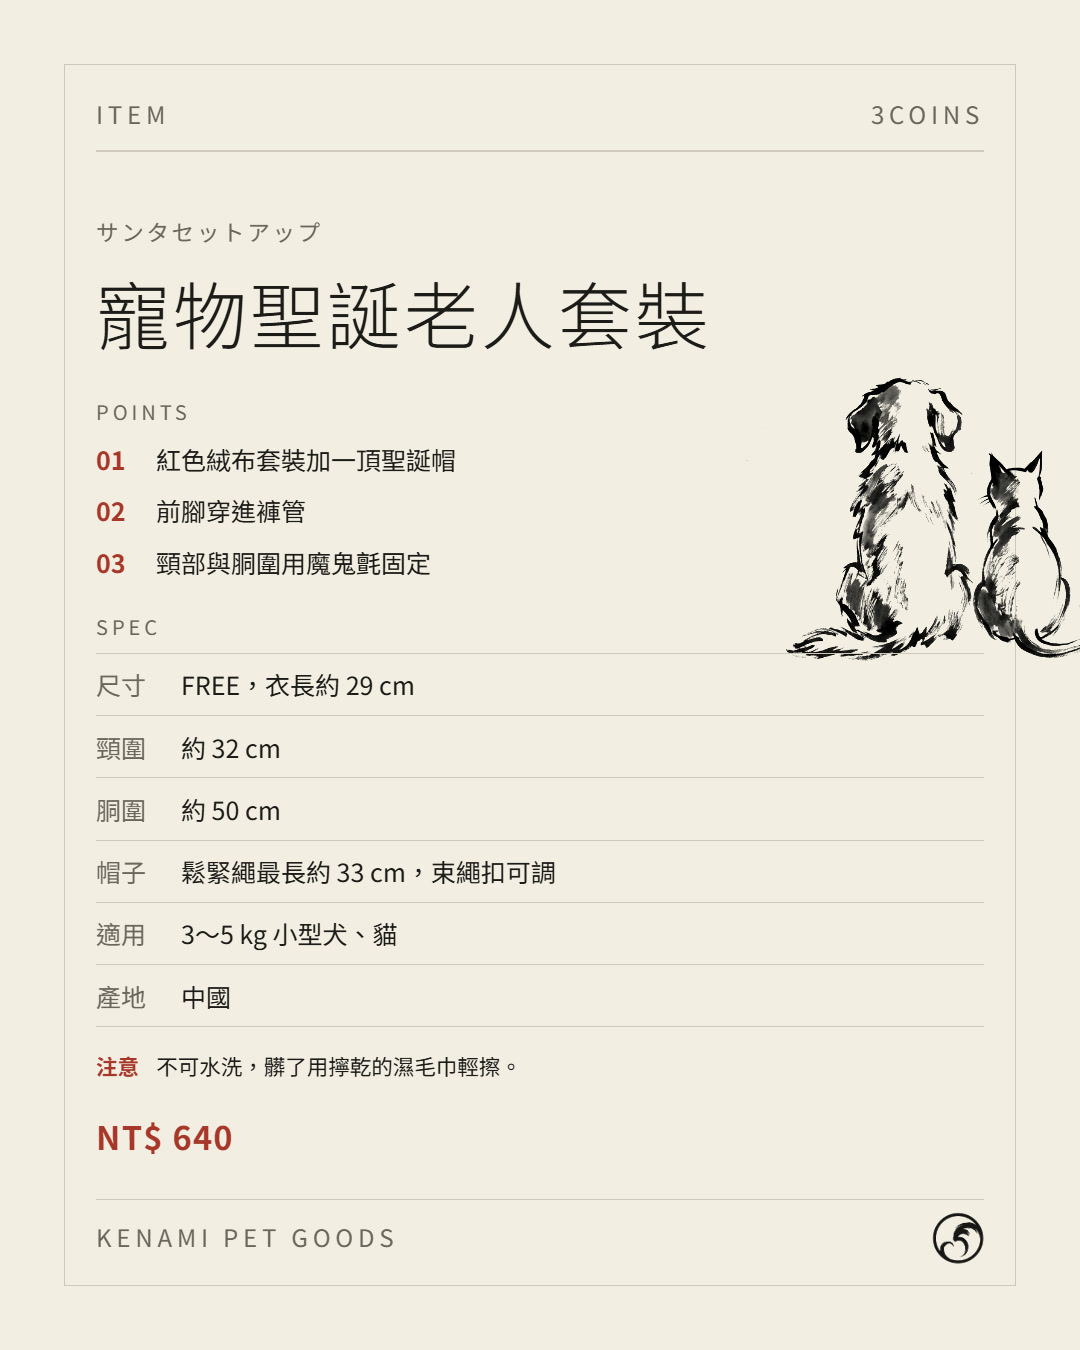 ITEM
3COINS
サンタセットアップ
寵物聖誕老人套裝
POINTS
01 紅色絨布套裝加一頂聖誕帽
02 前腳穿進褲管
03 頸部與胴圍用魔鬼氈固定
SPEC
尺寸 FREE，衣長約 29 cm
頸圍 約 32 cm
胴圍 約 50 cm
帽子 鬆緊繩最長約 33 cm，束繩扣可調
適用 3～5 kg 小型犬、貓
產地 中國
注意 不可水洗，髒了用擰乾的濕毛巾輕擦。
NT$ 640
KENAMI PET GOODS